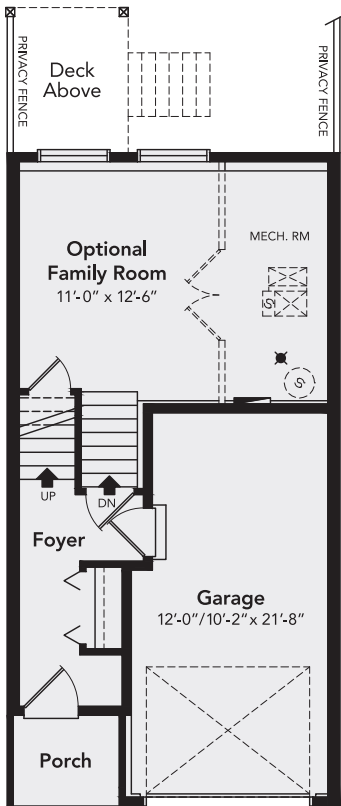 PRIVACY FENCE
Deck
Above
PRIVACY FENCE
Optional
Family Room
11'-0" x 12'-6"
MECH. RM
S
S
UP
DN
Foyer
Garage
12'-0"/10'-2" x 21'-8"
Porch